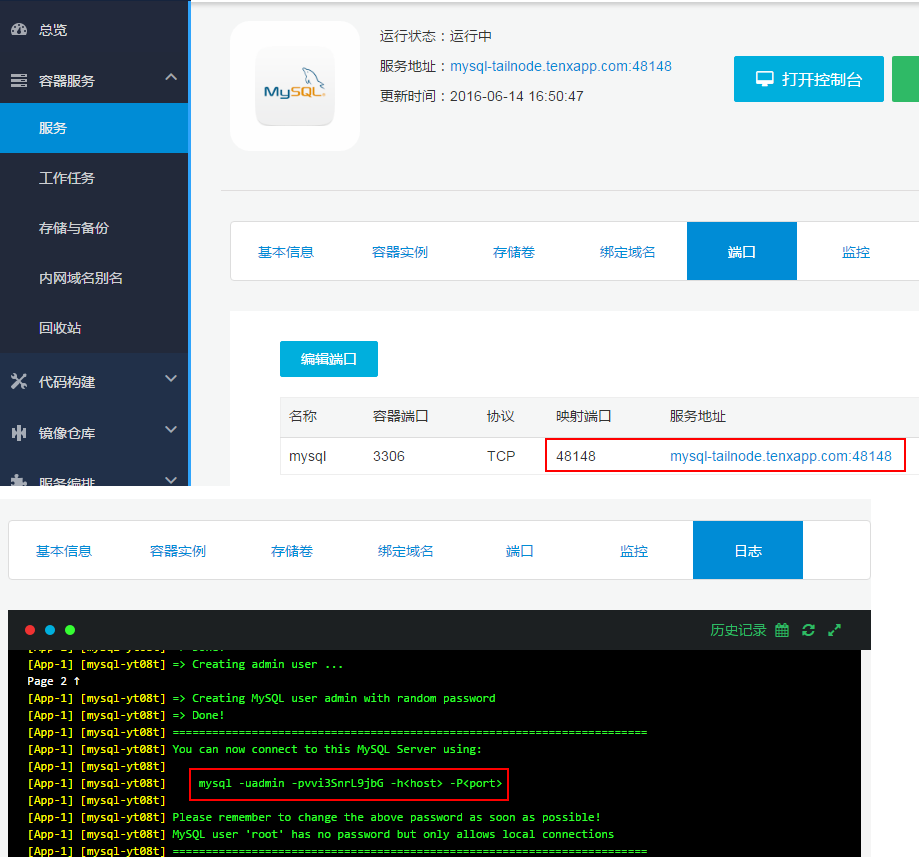 总览
容器服务
服务
工作任务
存储与备份
内网域名别名
回收站
代码构建
镜像仓库
服务编排
MySQL
运行状态：运行中
服务地址：mysql-tailnode.tenxapp.com:48148
更新时间：2016-06-14 16:50:47
打开控制台
基本信息 容器实例 存储卷 绑定域名 端口 监控
编辑端口
名称 容器端口 协议 映射端口 服务地址
mysql 3306 TCP 48148 mysql-tailnode.tenxapp.com:48148
基本信息 容器实例 存储卷 绑定域名 端口 监控 日志
历史记录
[App-1] [mysql-yt08t] => Done!
[App-1] [mysql-yt08t] => Creating admin user ...
Page 2 ↑
[App-1] [mysql-yt08t] => Creating MySQL user admin with random password
[App-1] [mysql-yt08t] => Done!
[App-1] [mysql-yt08t] ========================================================================
[App-1] [mysql-yt08t] You can now connect to this MySQL Server using:
[App-1] [mysql-yt08t]
[App-1] [mysql-yt08t] mysql -uadmin -pvvi3SnrL9jbG -h<host> -P<port>
[App-1] [mysql-yt08t]
[App-1] [mysql-yt08t] Please remember to change the above password as soon as possible!
[App-1] [mysql-yt08t] MySQL user 'root' has no password but only allows local connections
[App-1] [mysql-yt08t] ========================================================================